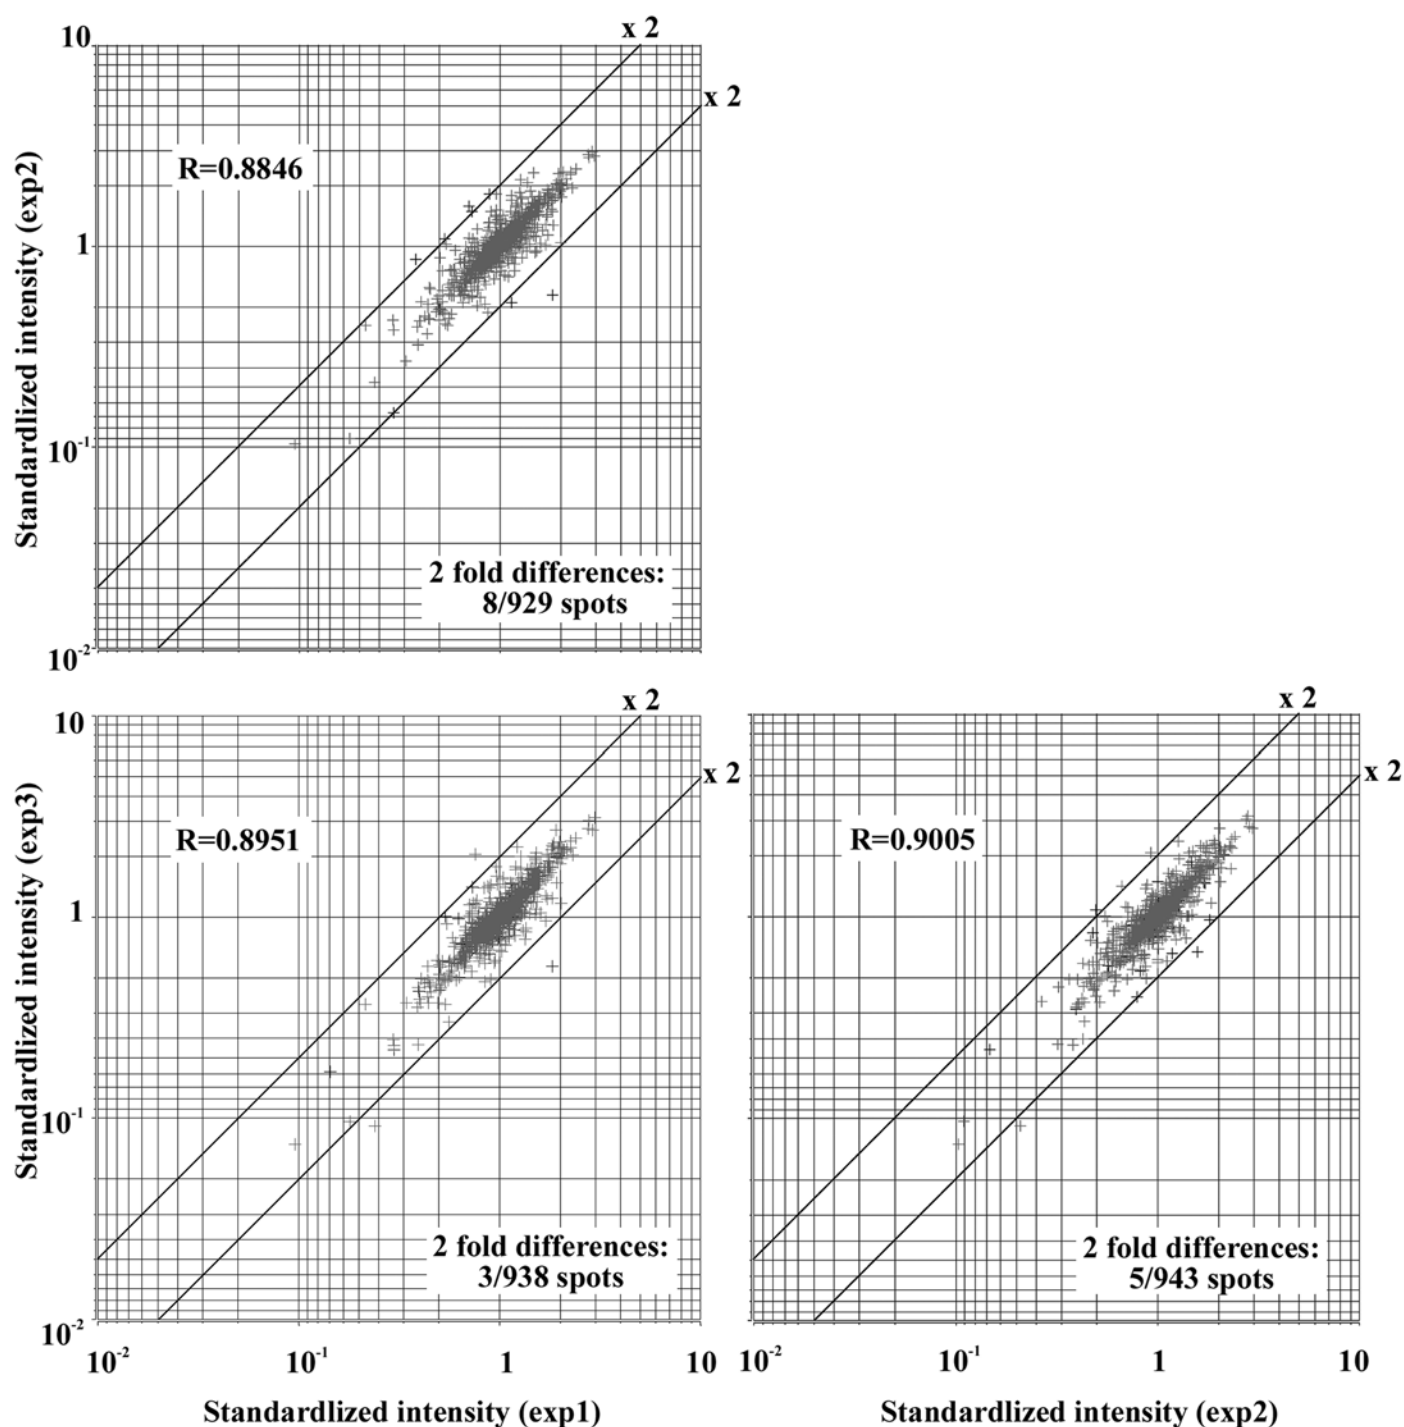 x 2
10
x 2
R=0.8846
Standardlized intensity (exp2)
1
10⁻¹
2 fold differences:
8/929 spots
10⁻²
x 2
x 2
10
x 2
x 2
R=0.8951
R=0.9005
Standardlized intensity (exp3)
1
10⁻¹
2 fold differences:
3/938 spots
2 fold differences:
5/943 spots
10⁻²
10⁻² 10⁻¹ 1 10
10⁻² 10⁻¹ 1 10
Standardlized intensity (exp1)
Standardlized intensity (exp2)